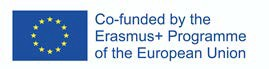 Co-funded by the
Erasmus+ Programme
of the European Union